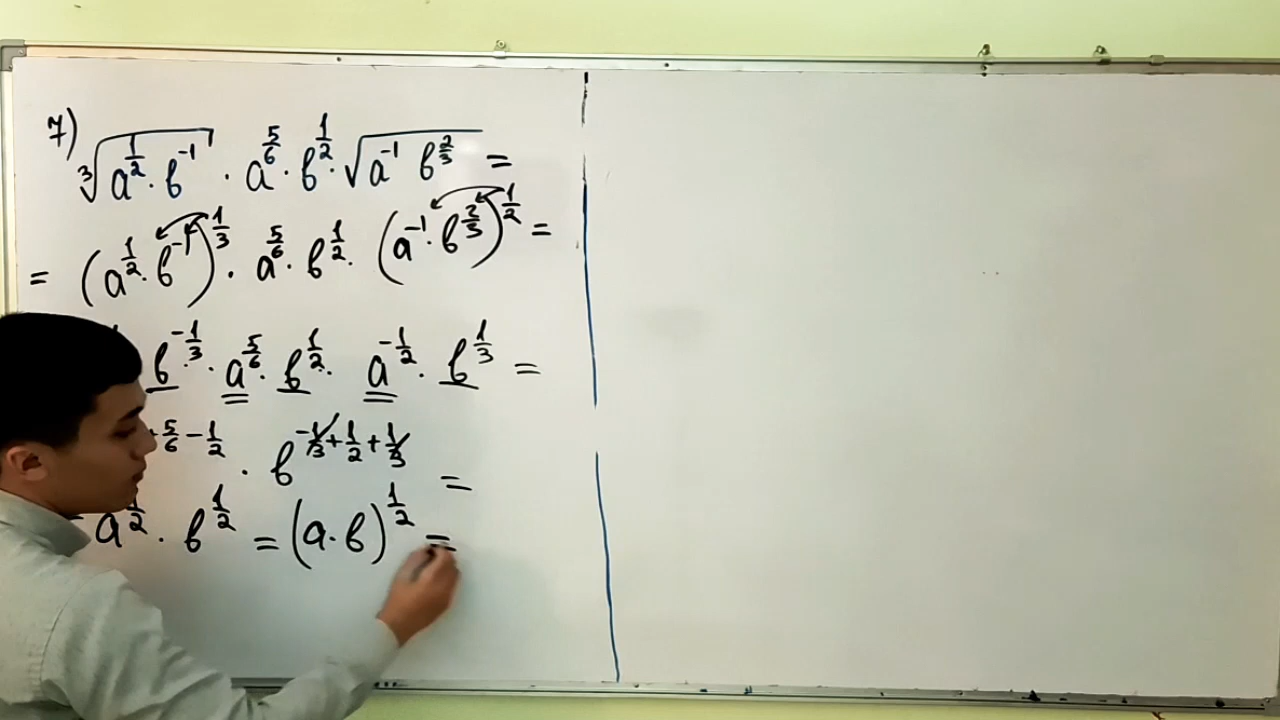 7) ∛(a^(1/2) · b^(-1)) · a^(5/6) · b^(1/2) · √(a^(-1) b^(2/3)) =
= (a^(1/2) · b^(-1))^(1/3) · a^(5/6) · b^(1/2) · (a^(-1) · b^(2/3))^(1/2) =
b^(-1/3) · a^(5/6) · b^(1/2) · a^(-1/2) · b^(1/3) =
+ 5/6 - 1/2 · b^(-1/3 + 1/2 + 1/3) =
= a^(1/2) · b^(1/2) = (a · b)^(1/2) =